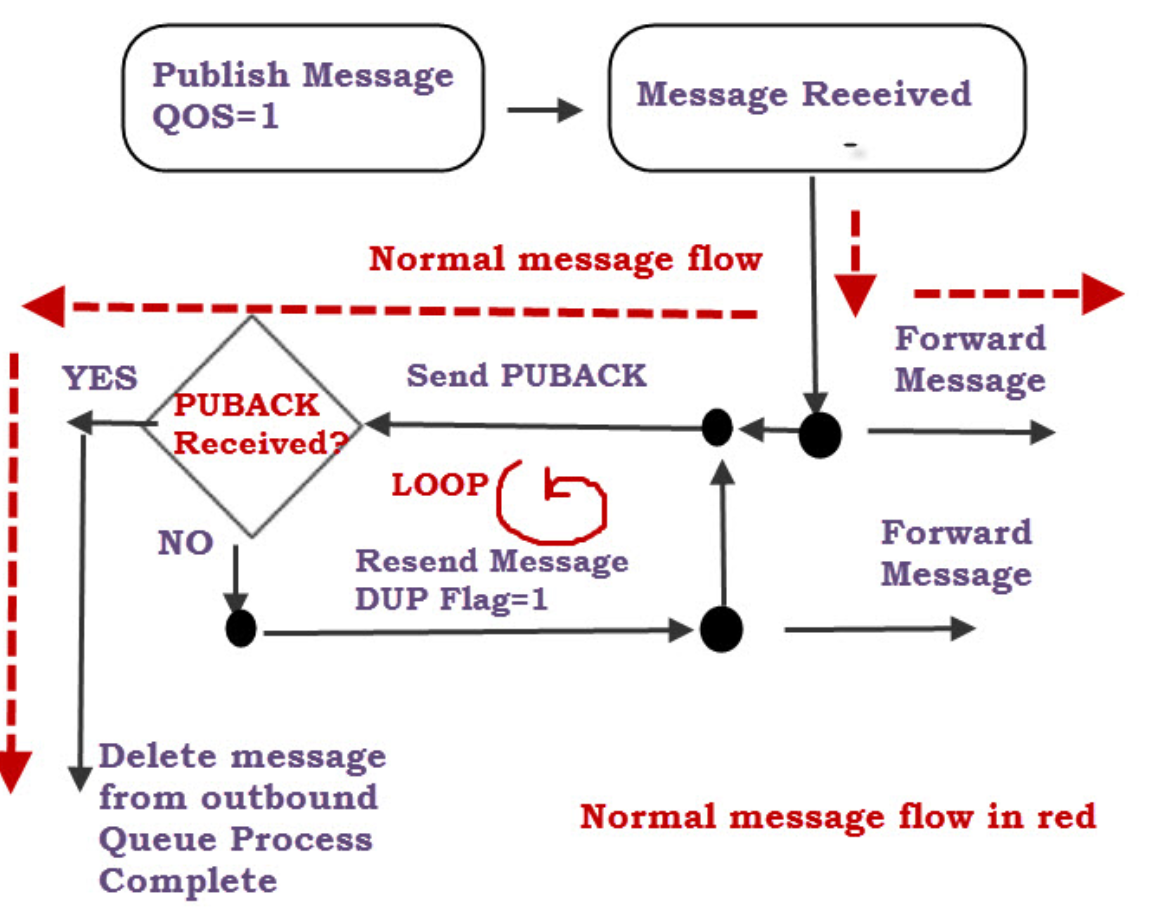 Publish Message
QOS=1
Message Reeeived
-
Normal message flow
Forward
Message
YES
Send PUBACK
PUBACK
Received?
LOOP
NO
Resend Message
DUP Flag=1
Forward
Message
Delete message
from outbound
Queue Process
Complete
Normal message flow in red